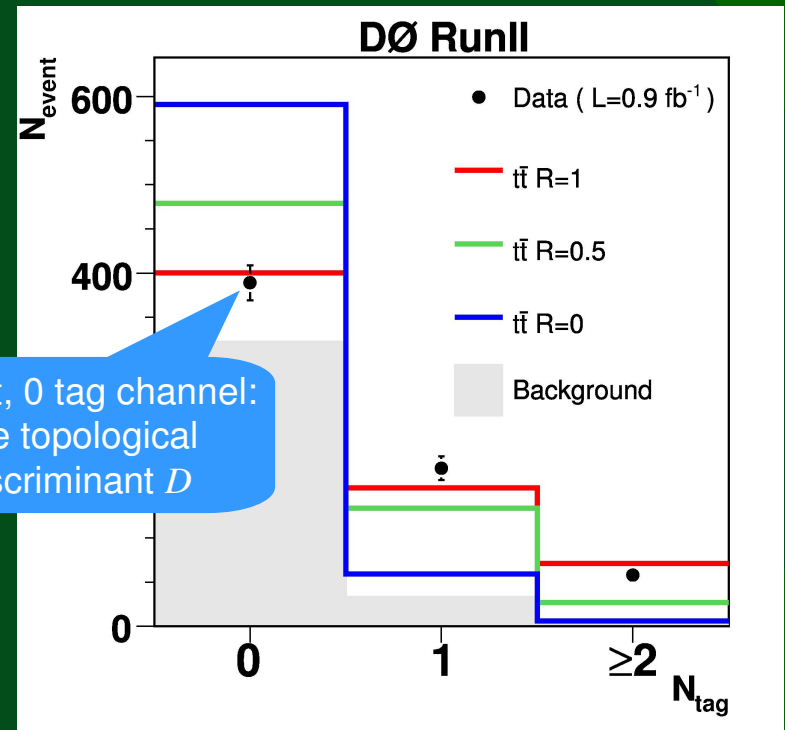 DØ RunII
N_event
600
400
0
Data ( L=0.9 fb⁻¹ )
tt̄ R=1
tt̄ R=0.5
tt̄ R=0
Background
, 0 tag channel:
topological
D
0 1 ≥2
N_tag